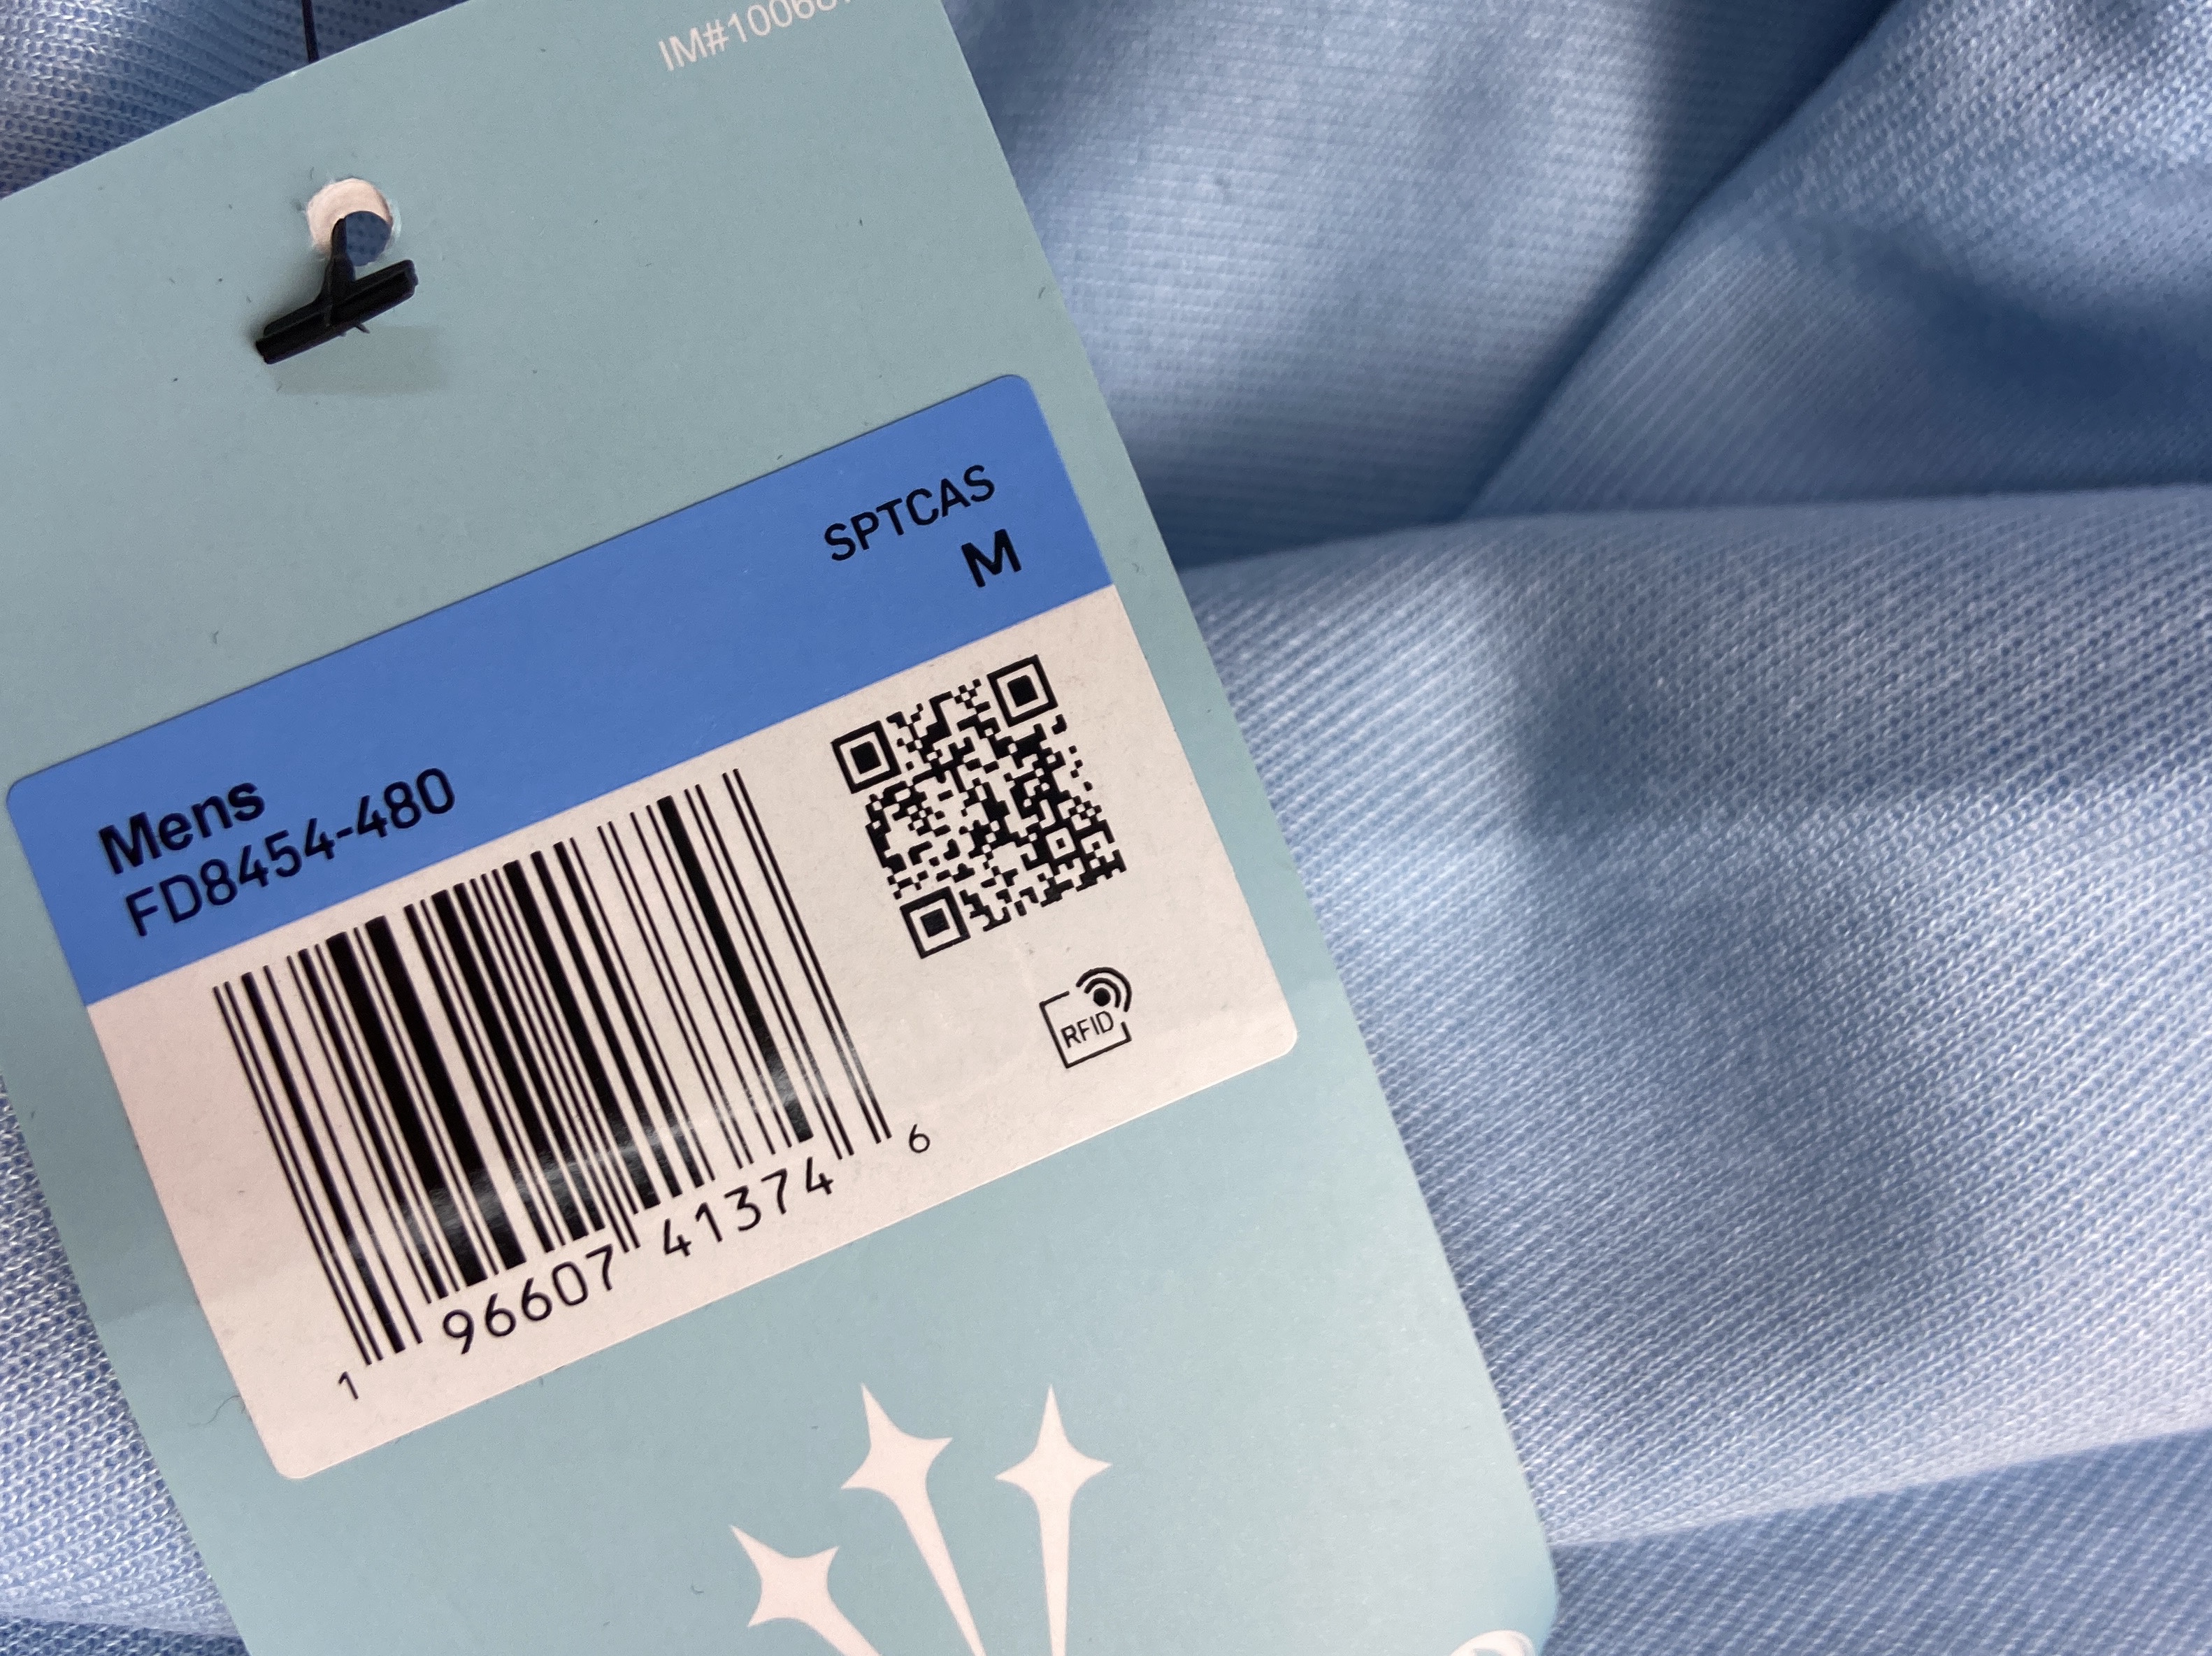 SPTCAS
M
Mens
FD8454-480
RFID
1 96607 41374 6